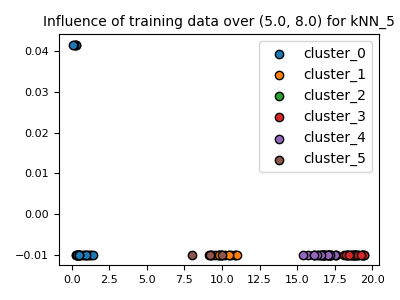 Influence of training data over (5.0, 8.0) for kNN_5
0.04
0.03
0.02
0.01
0.00
−0.01
0.0 2.5 5.0 7.5 10.0 12.5 15.0 17.5 20.0
cluster_0
cluster_1
cluster_2
cluster_3
cluster_4
cluster_5